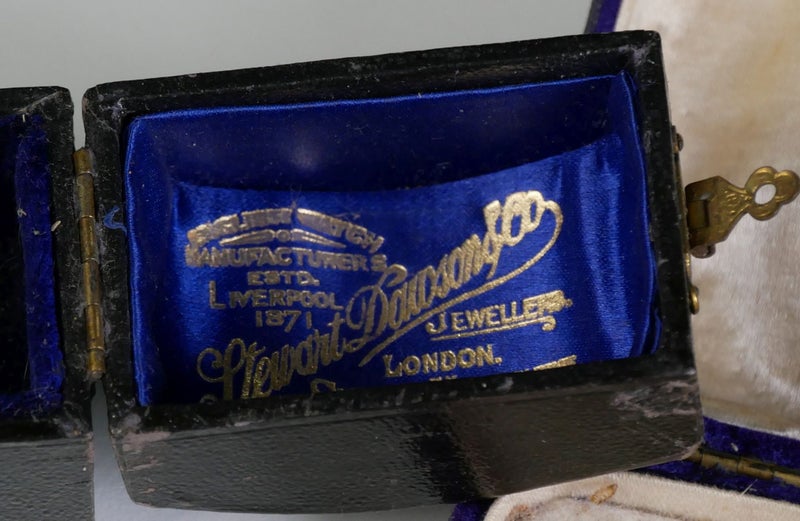 ENGLISH WATCH
MANUFACTURERS
ESTD.
LIVERPOOL
1871
Stewart Dawson & Co
JEWELLERS.
LONDON.